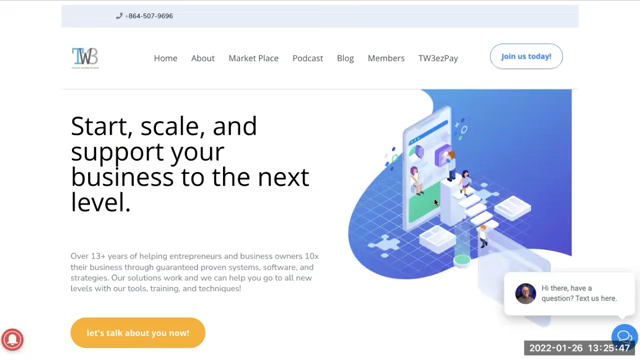 -864-507-9696
TW3
Home About Market Place Podcast Blog Members TW3ezPay
Join us today!
Start, scale, and
support your
business to the next
level.
Over 13+ years of helping entrepreneurs and business owners 10x
their business through guaranteed proven systems, software, and
strategies. Our solutions work and we can help you go to all new
levels with our tools, training, and techniques!
let's talk about you now!
Hi there, have a
question? Text us here.
2022-01-26 13:25:47